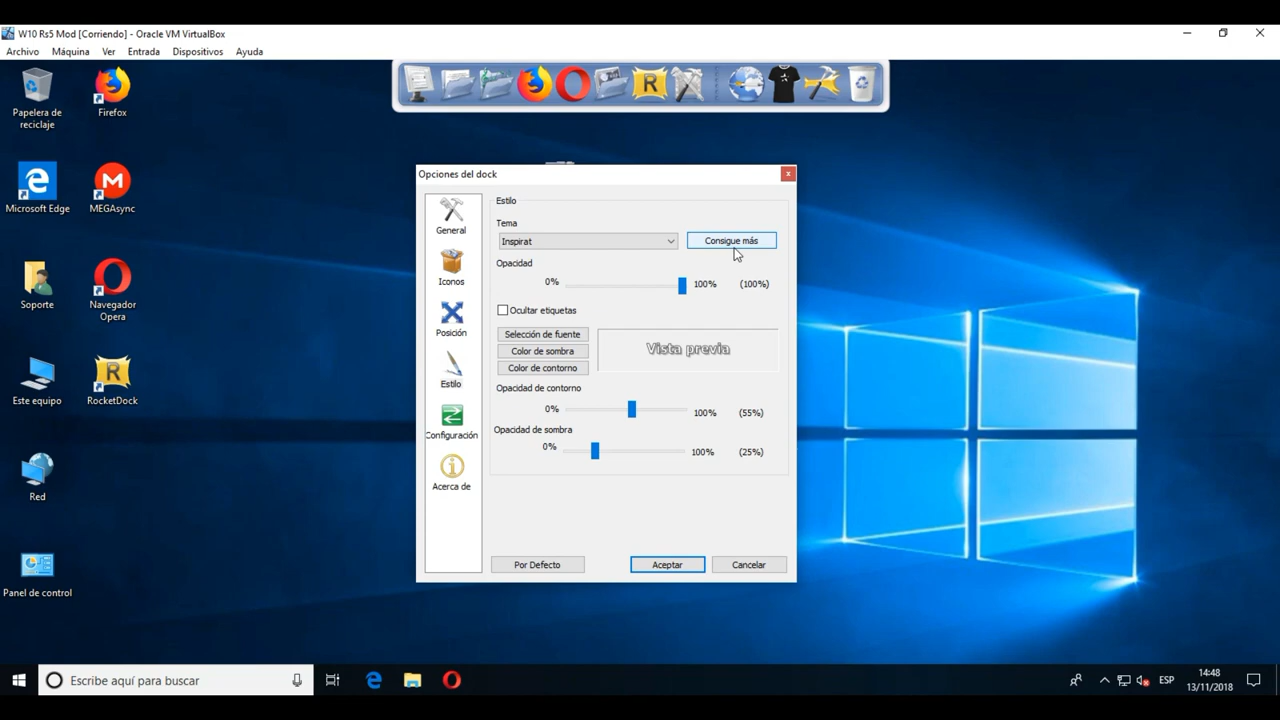 W10 Rs5 Mod [Corriendo] - Oracle VM VirtualBox
Archivo Máquina Ver Entrada Dispositivos Ayuda
Papelera de
reciclaje
Firefox
Microsoft Edge
MEGAsync
Soporte
Navegador
Opera
Este equipo
RocketDock
Red
Panel de control
Opciones del dock
General
Iconos
Posición
Estilo
Configuración
Acerca de
Estilo
Tema
Inspirat
Consigue más
Opacidad
0% 100% (100%)
Ocultar etiquetas
Selección de fuente
Color de sombra
Color de contorno
Vista previa
Opacidad de contorno
0% 100% (55%)
Opacidad de sombra
0% 100% (25%)
Por Defecto
Aceptar
Cancelar
Escribe aquí para buscar
ESP
14:48
13/11/2018